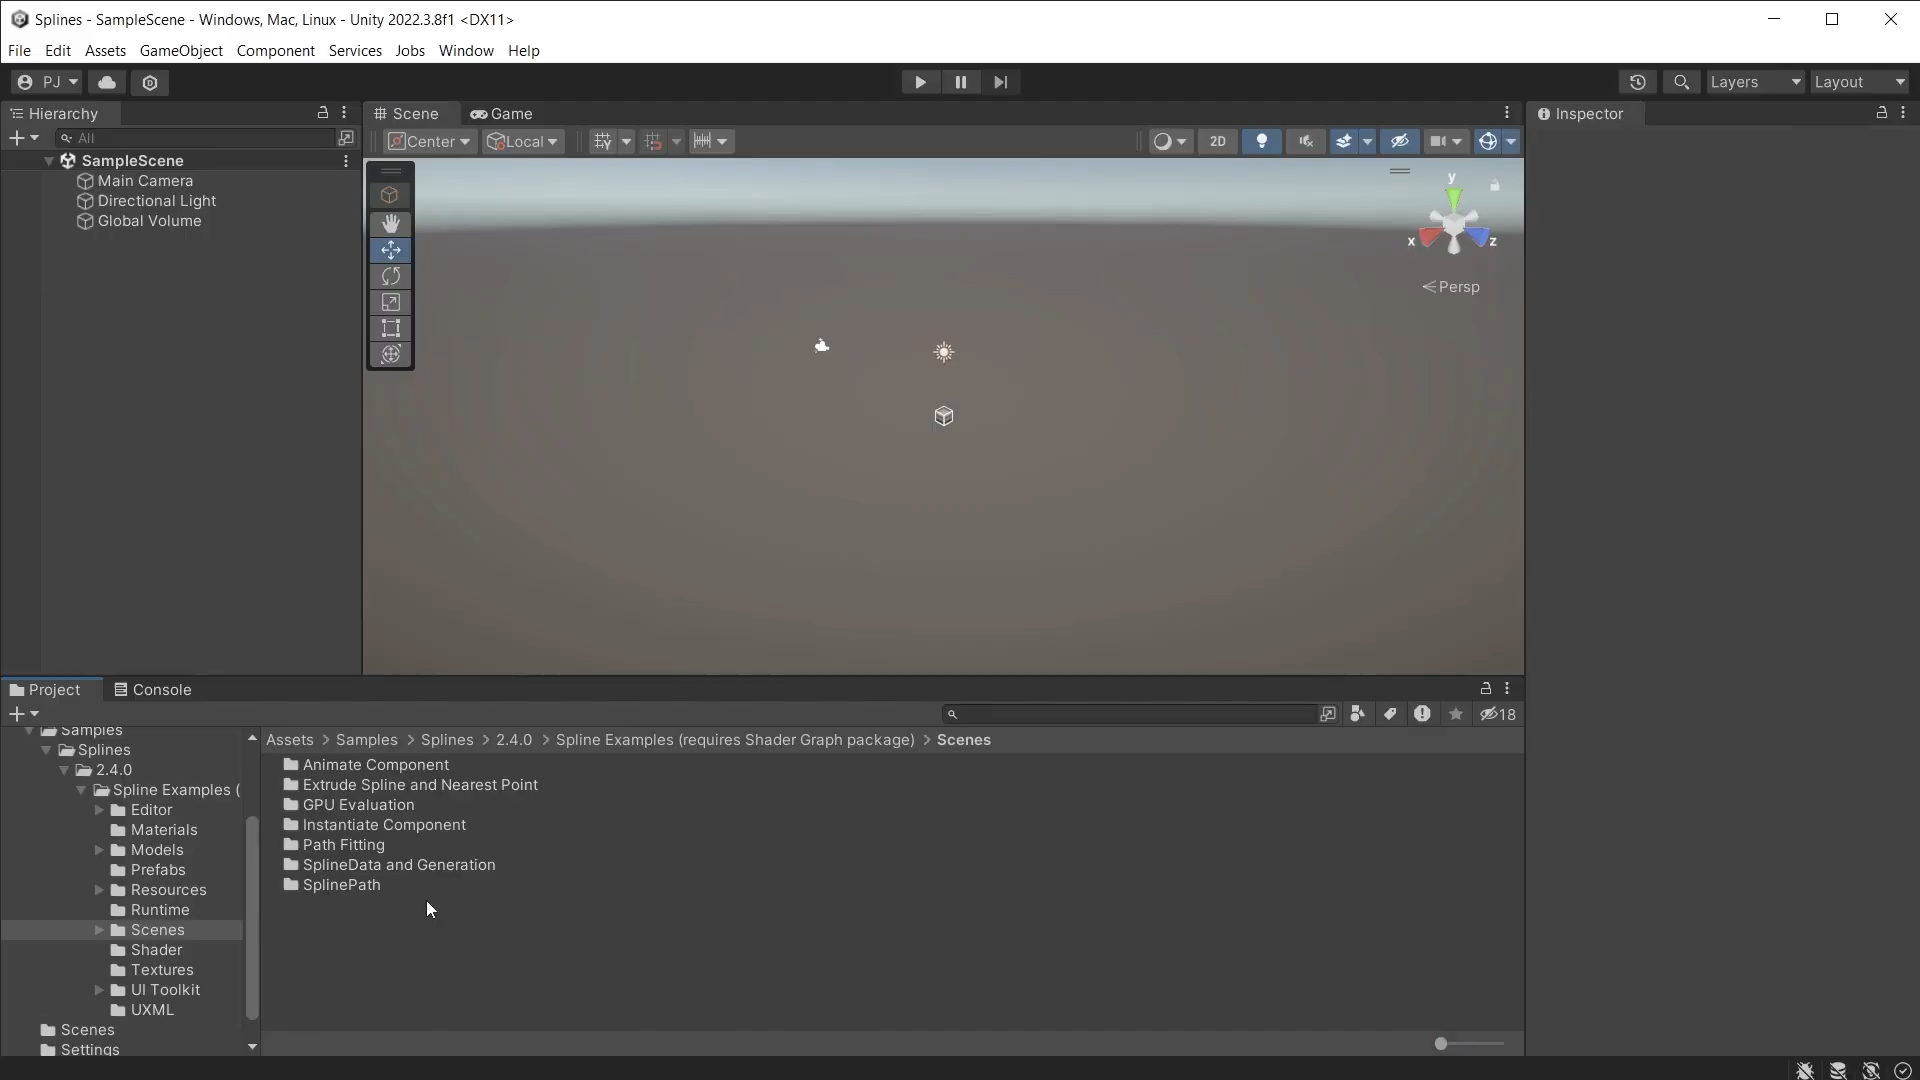 Splines - SampleScene - Windows, Mac, Linux - Unity 2022.3.8f1 <DX11>
File Edit Assets GameObject Component Services Jobs Window Help
PJ
Layers
Layout
Hierarchy
Scene
Game
Inspector
All
Center
Local
2D
SampleScene
Main Camera
Directional Light
Global Volume
y
x
z
Persp
Project
Console
18
Samples
Splines
2.4.0
Spline Examples (
Editor
Materials
Models
Prefabs
Resources
Runtime
Scenes
Shader
Textures
UI Toolkit
UXML
Scenes
Settings
Assets > Samples > Splines > 2.4.0 > Spline Examples (requires Shader Graph package) > Scenes
Animate Component
Extrude Spline and Nearest Point
GPU Evaluation
Instantiate Component
Path Fitting
SplineData and Generation
SplinePath